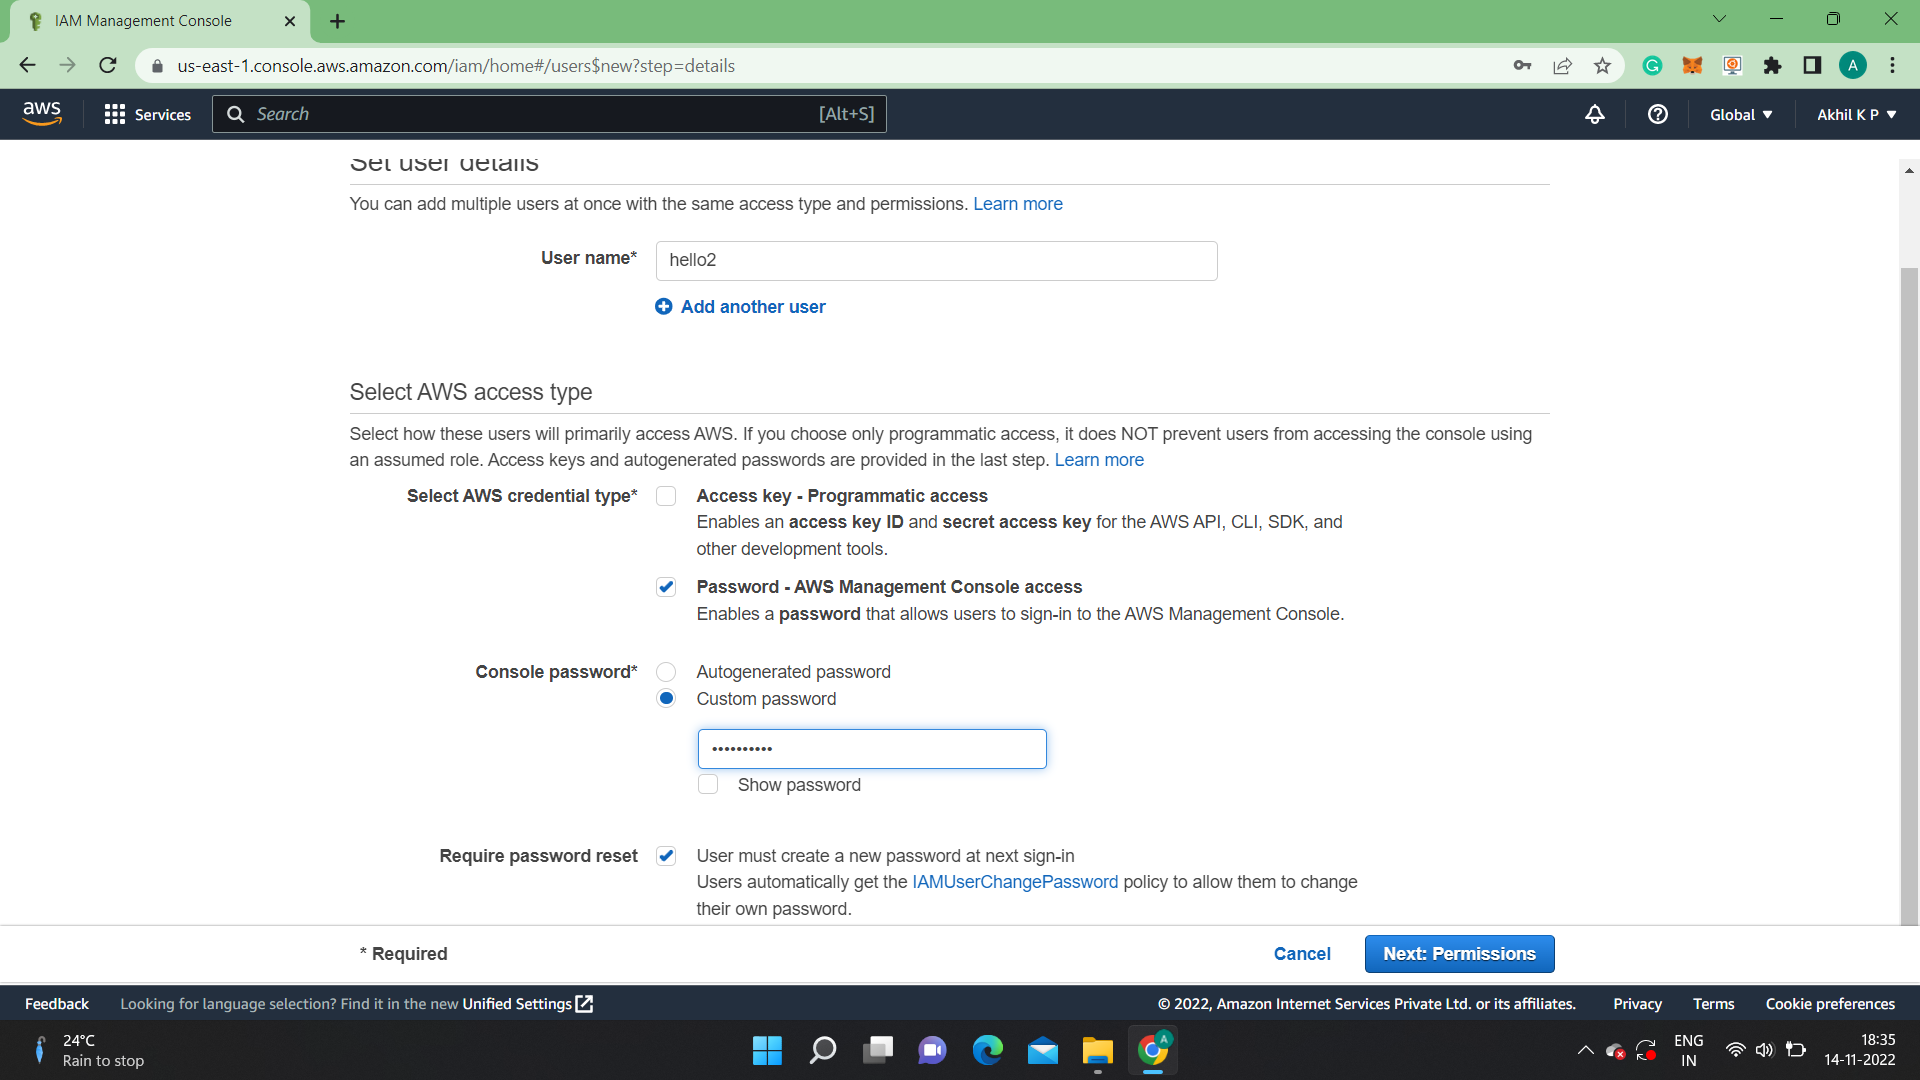 IAM Management Console
us-east-1.console.aws.amazon.com/iam/home#/users$new?step=details
A
aws
Services
Search
[Alt+S]
Global
Akhil K P
Set user details
You can add multiple users at once with the same access type and permissions. Learn more
User name*
hello2
Add another user
Select AWS access type
Select how these users will primarily access AWS. If you choose only programmatic access, it does NOT prevent users from accessing the console using
an assumed role. Access keys and autogenerated passwords are provided in the last step. Learn more
Select AWS credential type*
Access key - Programmatic access
Enables an access key ID and secret access key for the AWS API, CLI, SDK, and
other development tools.
Password - AWS Management Console access
Enables a password that allows users to sign-in to the AWS Management Console.
Console password*
Autogenerated password
Custom password
••••••••••
Show password
Require password reset
User must create a new password at next sign-in
Users automatically get the IAMUserChangePassword policy to allow them to change
their own password.
* Required
Cancel
Next: Permissions
Feedback
Looking for language selection? Find it in the new Unified Settings
© 2022, Amazon Internet Services Private Ltd. or its affiliates.
Privacy
Terms
Cookie preferences
24°C
Rain to stop
A
ENG
IN
18:35
14-11-2022